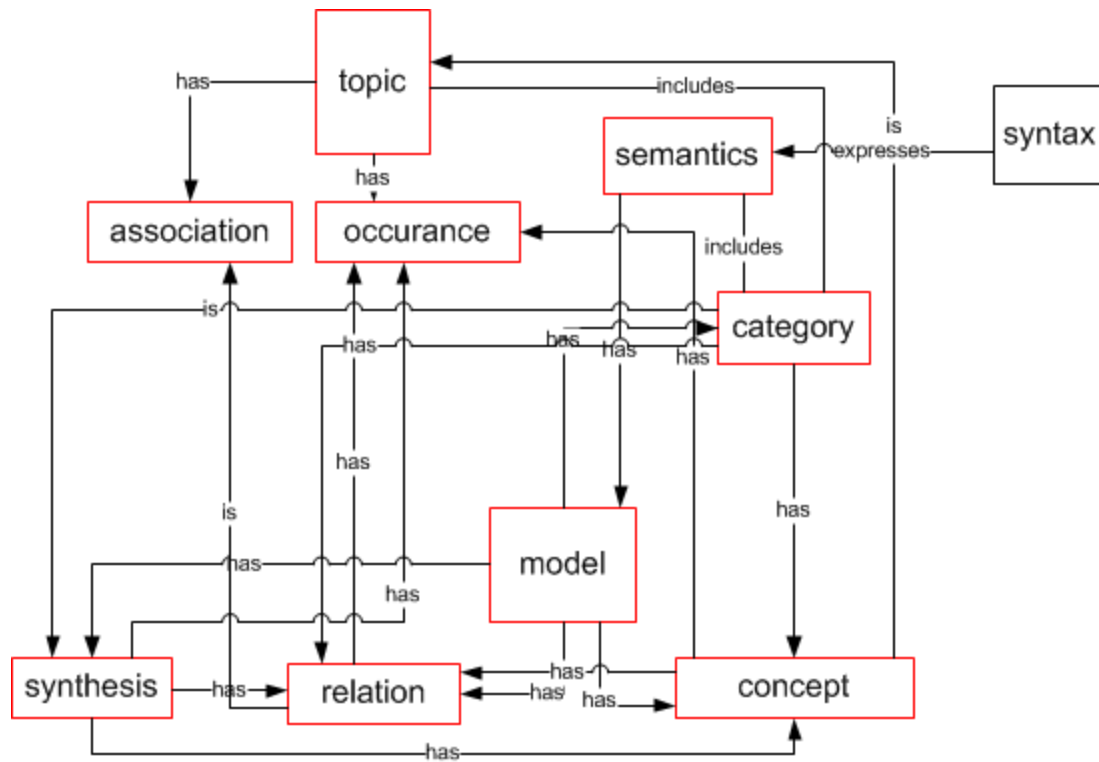 topic
has
includes
is
syntax
semantics
expresses
has
association
occurance
includes
is
category
has
has
has
has
has
is
has
model
has
has
synthesis
has
relation
has
has
has
concept
has